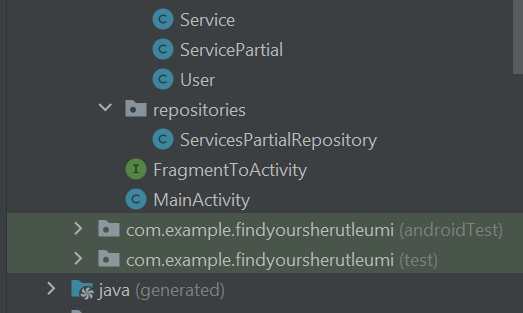 Service
ServicePartial
User
repositories
ServicesPartialRepository
FragmentToActivity
MainActivity
com.example.findyoursherutleumi (androidTest)
com.example.findyoursherutleumi (test)
java (generated)